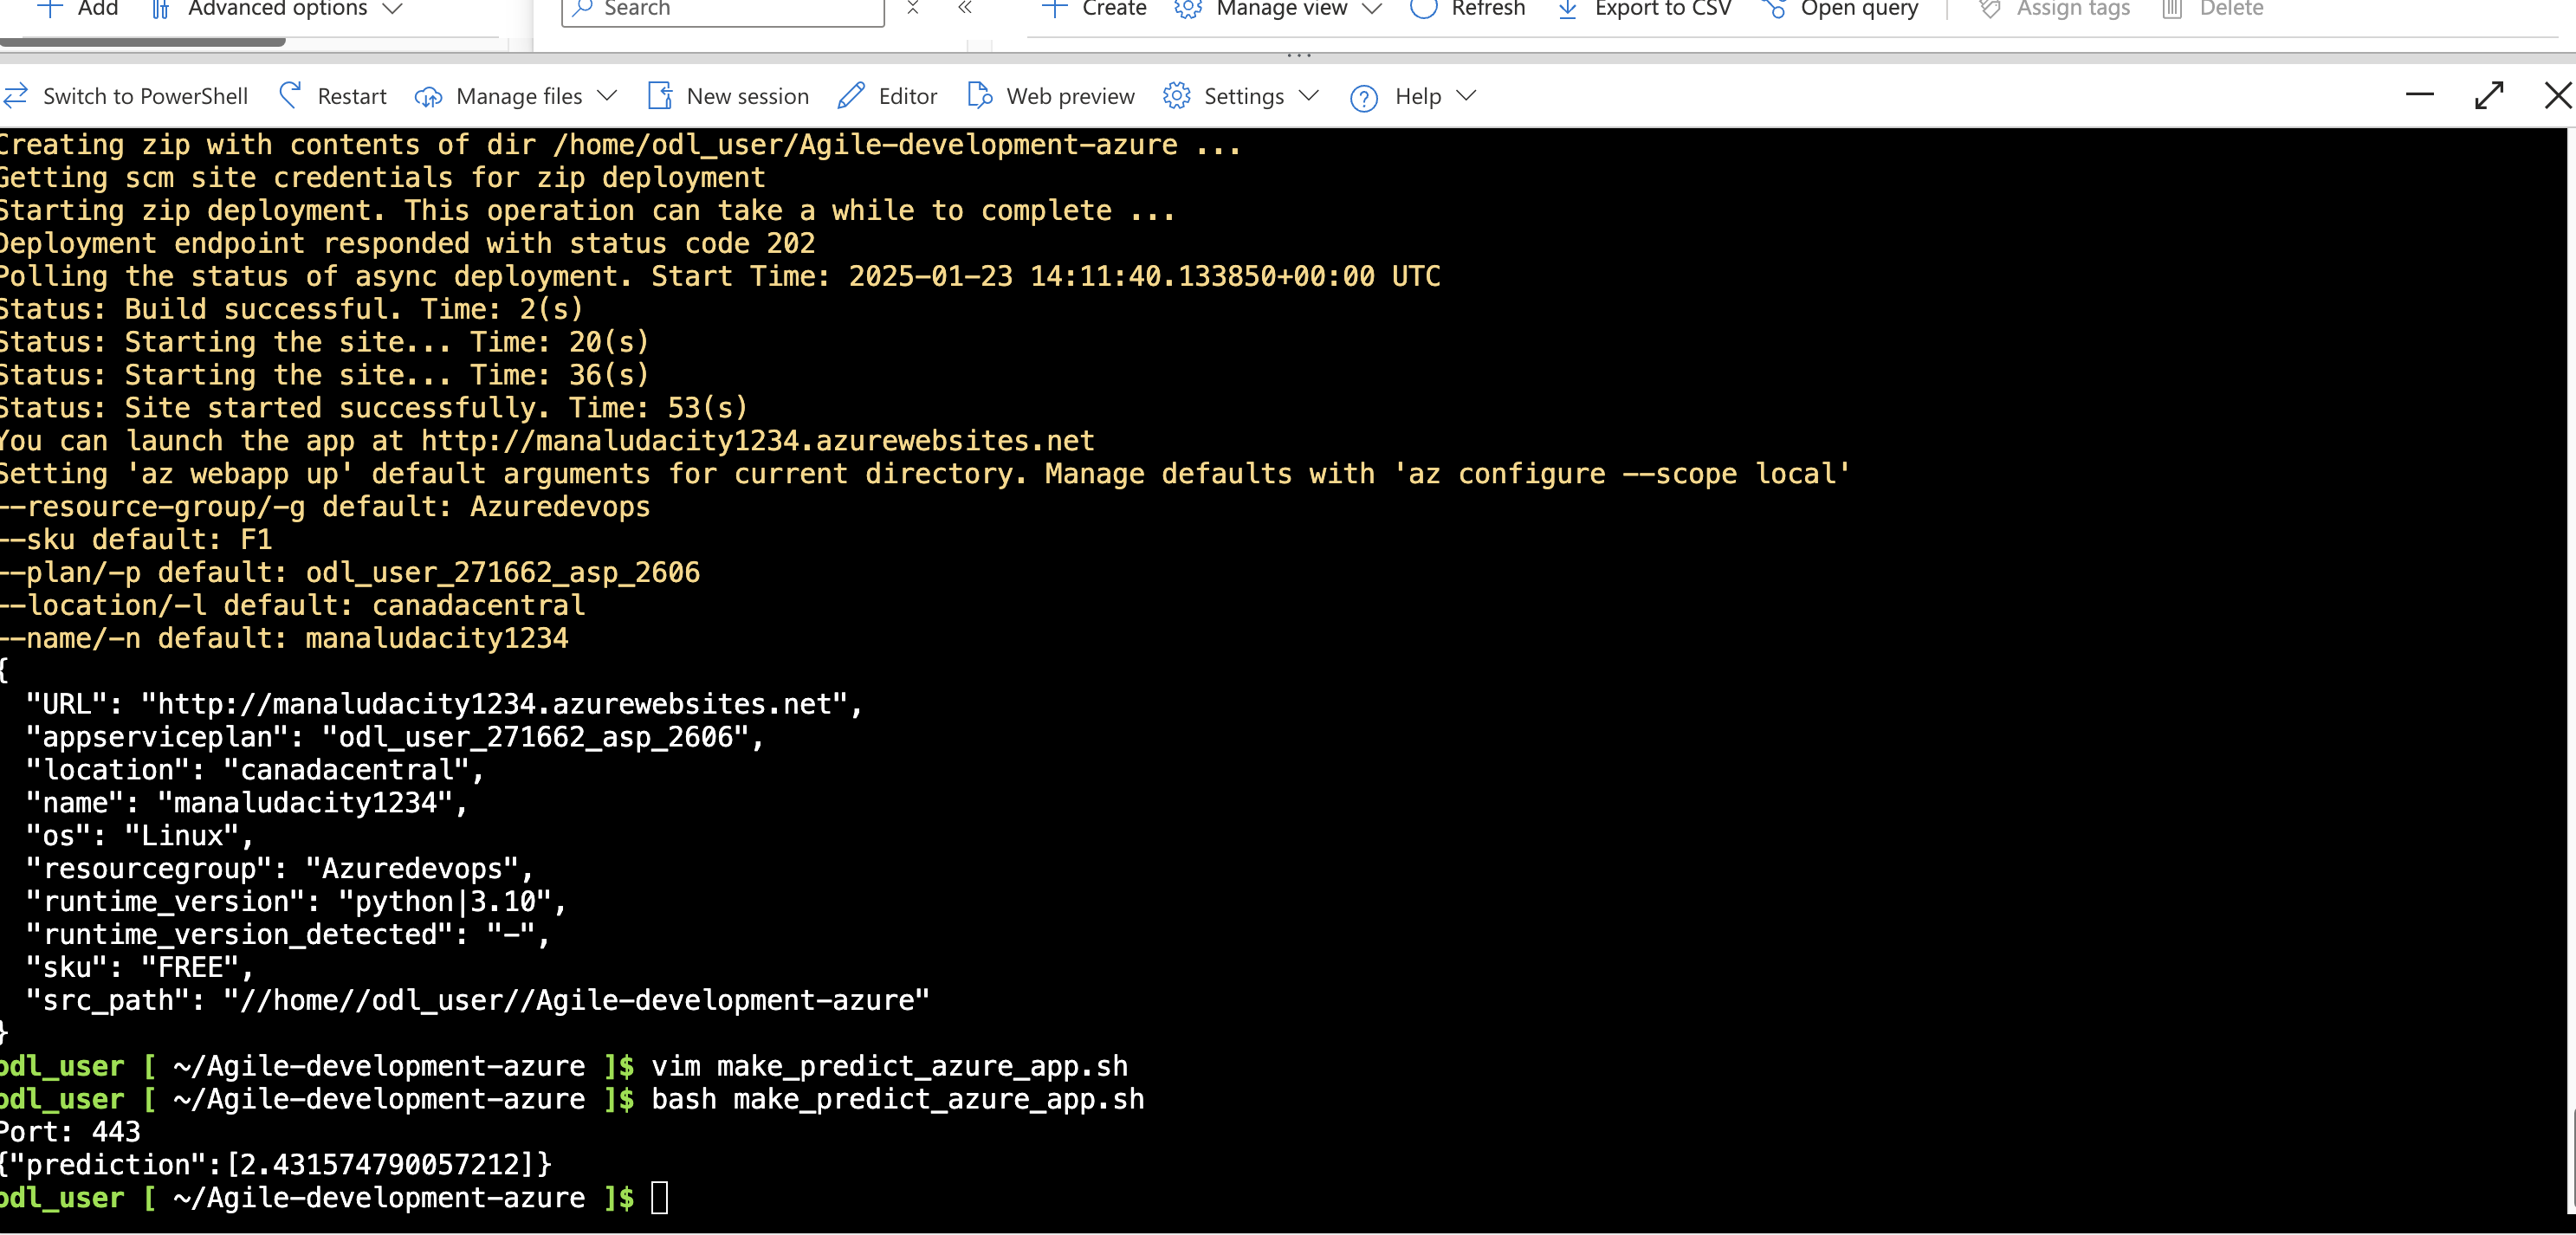 Add Advanced options Search Create Manage view Refresh Export to CSV Open query Assign tags Delete
Switch to PowerShell Restart Manage files New session Editor Web preview Settings Help
Creating zip with contents of dir /home/odl_user/Agile-development-azure ...
Getting scm site credentials for zip deployment
Starting zip deployment. This operation can take a while to complete ...
Deployment endpoint responded with status code 202
Polling the status of async deployment. Start Time: 2025-01-23 14:11:40.133850+00:00 UTC
Status: Build successful. Time: 2(s)
Status: Starting the site... Time: 20(s)
Status: Starting the site... Time: 36(s)
Status: Site started successfully. Time: 53(s)
You can launch the app at http://manaludacity1234.azurewebsites.net
Setting 'az webapp up' default arguments for current directory. Manage defaults with 'az configure --scope local'
--resource-group/-g default: Azuredevops
--sku default: F1
--plan/-p default: odl_user_271662_asp_2606
--location/-l default: canadacentral
--name/-n default: manaludacity1234
{
"URL": "http://manaludacity1234.azurewebsites.net",
"appserviceplan": "odl_user_271662_asp_2606",
"location": "canadacentral",
"name": "manaludacity1234",
"os": "Linux",
"resourcegroup": "Azuredevops",
"runtime_version": "python|3.10",
"runtime_version_detected": "-",
"sku": "FREE",
"src_path": "//home//odl_user//Agile-development-azure"
}
odl_user [ ~/Agile-development-azure ]$ vim make_predict_azure_app.sh
odl_user [ ~/Agile-development-azure ]$ bash make_predict_azure_app.sh
Port: 443
{"prediction":[2.431574790057212]}
odl_user [ ~/Agile-development-azure ]$